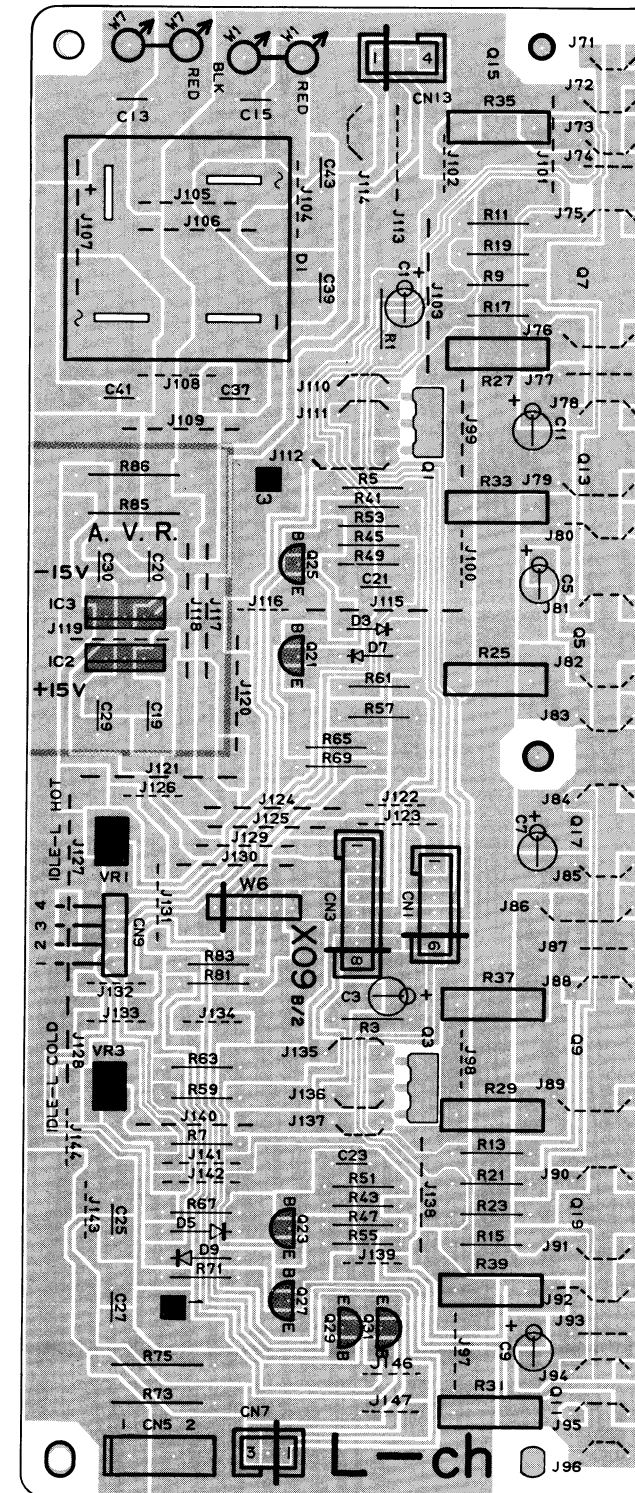 W7 W7 W1 W1
RED BLK RED
C13 C15
1 4
CN13
Q15
J71
J72
R35
J73
J74
J102 J101
C43 J114
J105
J104
J106
J107
+ ~
~ −
D1
J113
J75
R11
R19
R9
R17
C39
C1
+
J103
R1
Q7
J76
R27 J77
J108
C41 C37
J109
J110
J111
J78
J99
+
C11
J112
3
Q1
R86
R85
R5
R41
R53
R45
R49
C21
Q13
R33 J79
J80
J100
A. V. R.
−15V
C30 C20
B
Q25
+
C5
IC3
J119
J118 J117
J116 J115
J81
D3
D7
Q5
B
Q21
E
IC2
+15V
R61
R25 J82
J120
C29 C19
R57
J83
R65
R69
J121
J126
IDLE-L HOT
J124
J125
J129
J130
J122
J123
J84
+
C7
Q17
J85
J127
VR1
W6
J131
CN3
CN1
1
1
8
6
J86
4
3
2
1
CN9
X09 B/2
R83
R81
J87
J88
J132
J133 J134
C3 +
R3
R37
IDLE-L COLD
J128
VR3
J135
Q3
J98
Q9
R63
R59
J136
J137
R29 J89
J140
R7
J141
J142
J144
C23
R51
R43
R47
R55
J139
J138
R13
R21
R23
R15
J90
Q19
J91
J143
C25
R67
D5
D9
R71
B
Q23
E
R39
J92
C27
1
B
Q27
E
E
Q29
B
E
Q31
B
J93
+
C9
J97
J94
R75
J146
R73
J147
R31
J95
1 CN5 2
CN7
3 1
L−ch
J96